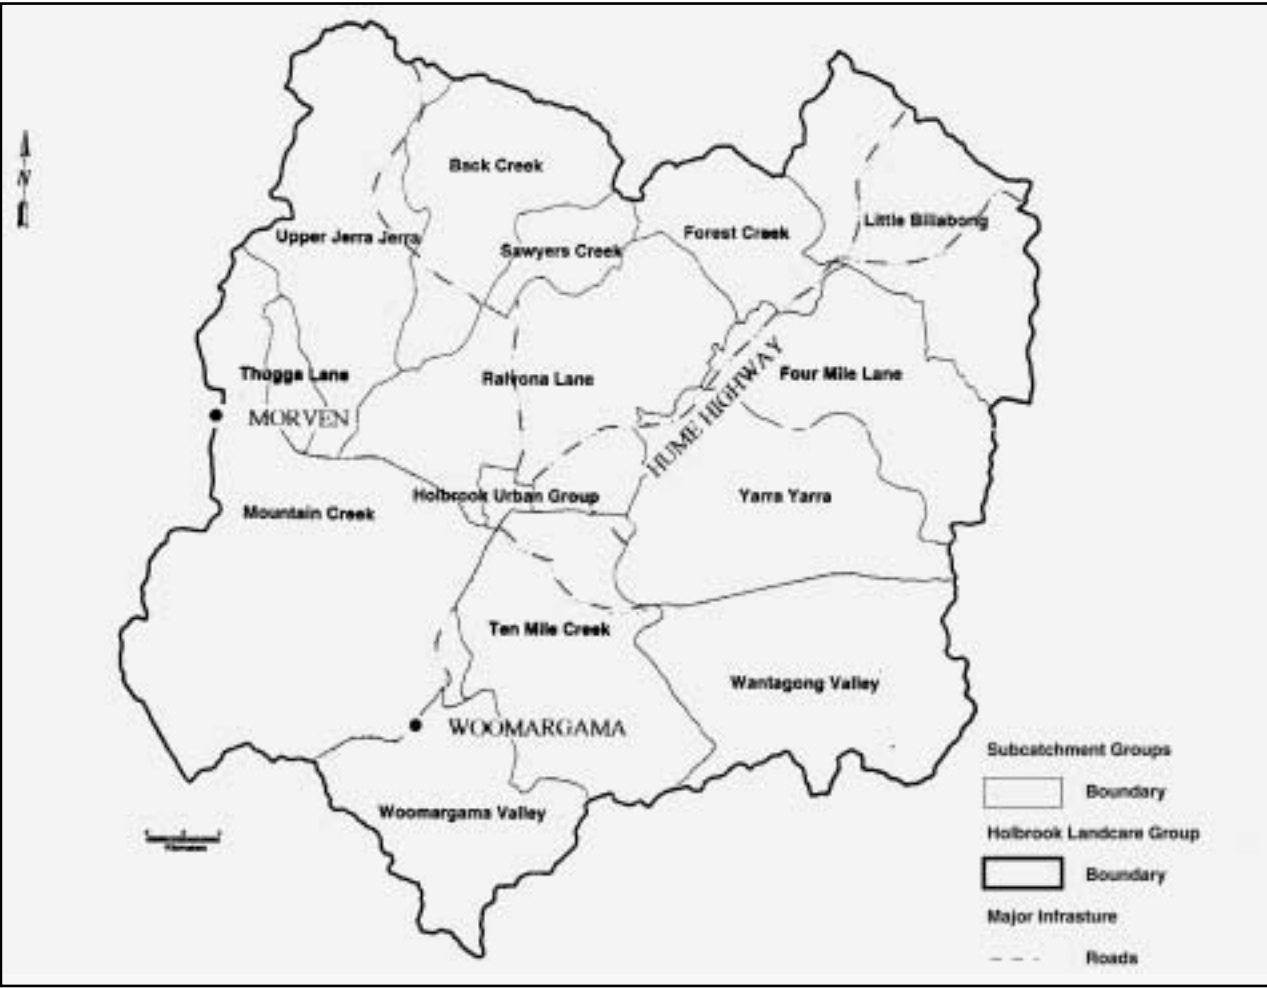 Back Creek
N
Little Billabong
Forest Creek
Upper Jerra Jerra
Sawyers Creek
Thugga Lane
Ralvona Lane
Four Mile Lane
HUME HIGHWAY
MORVEN
Holbrook Urban Group
Yarra Yarra
Mountain Creek
Ten Mile Creek
Wantagong Valley
WOOMARGAMA
Subcatchment Groups
Boundary
Woomargama Valley
Holbrook Landcare Group
Kilometres
Boundary
Major Infrasture
Roads